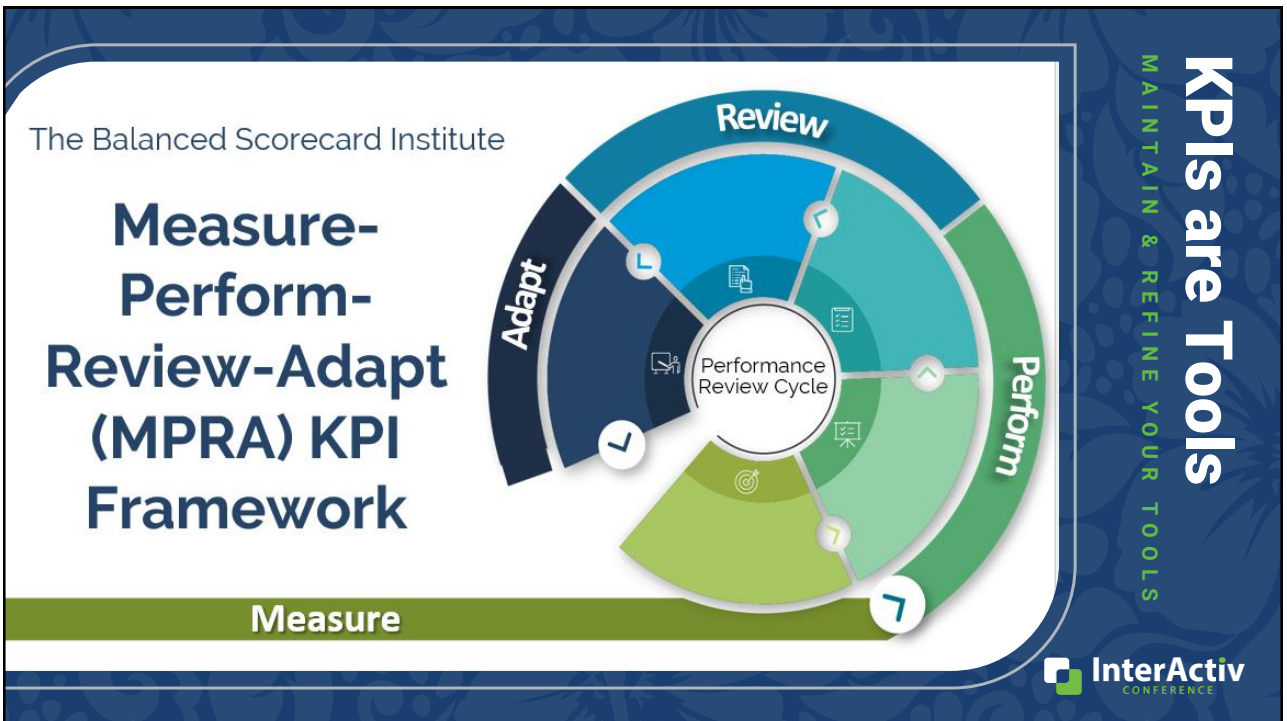 The Balanced Scorecard Institute
Measure-
Perform-
Review-Adapt
(MPRA) KPI
Framework
Review
Adapt
Perform
Performance
Review Cycle
Measure
KPIs are Tools
MAINTAIN & REFINE YOUR TOOLS
InterActiv
CONFERENCE